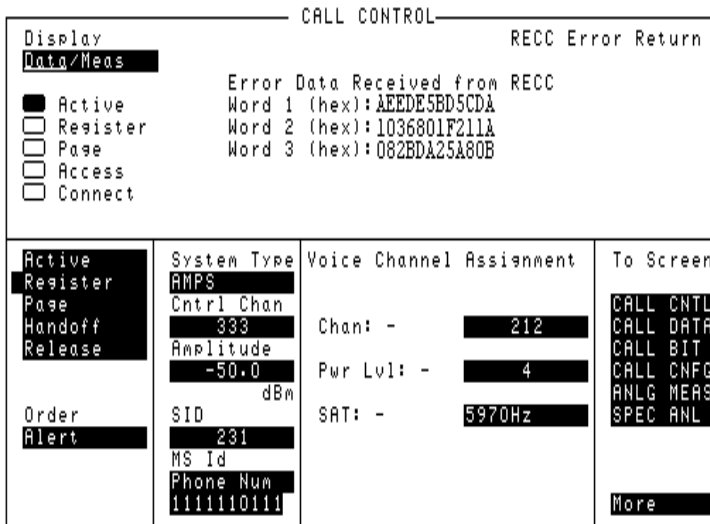 CALL CONTROL
Display
RECC Error Return
Data/Meas
Error Data Received from RECC
Active
Word 1 (hex): AEEDE5BD5CDA
Register
Word 2 (hex): 1036801F211A
Page
Word 3 (hex): 082BDA25A80B
Access
Connect
Active
Register
Page
Handoff
Release
Order
Alert
System Type
AMPS
Cntrl Chan
333
Amplitude
-50.0
dBm
SID
231
MS Id
Phone Num
1111110111
Voice Channel Assignment
Chan: - 212
Pwr Lvl: - 4
SAT: - 5970Hz
To Screen
CALL CNTL
CALL DATA
CALL BIT
CALL CNFG
ANLG MEAS
SPEC ANL
More